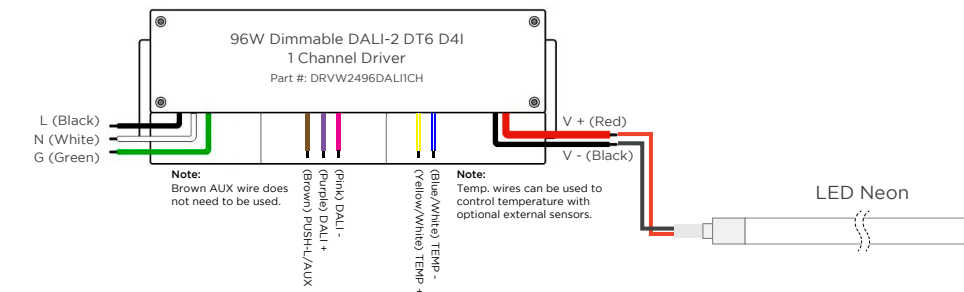 96W Dimmable DALI-2 DT6 D4I
1 Channel Driver
Part #: DRVW2496DALI1CH
L (Black)
N (White)
G (Green)
V + (Red)
V - (Black)
Note:
Brown AUX wire does
not need to be used.
(Brown) PUSH-L/AUX
(Purple) DALI +
(Pink) DALI -
(Yellow/White) TEMP +
(Blue/White) TEMP -
Note:
Temp. wires can be used to
control temperature with
optional external sensors.
LED Neon